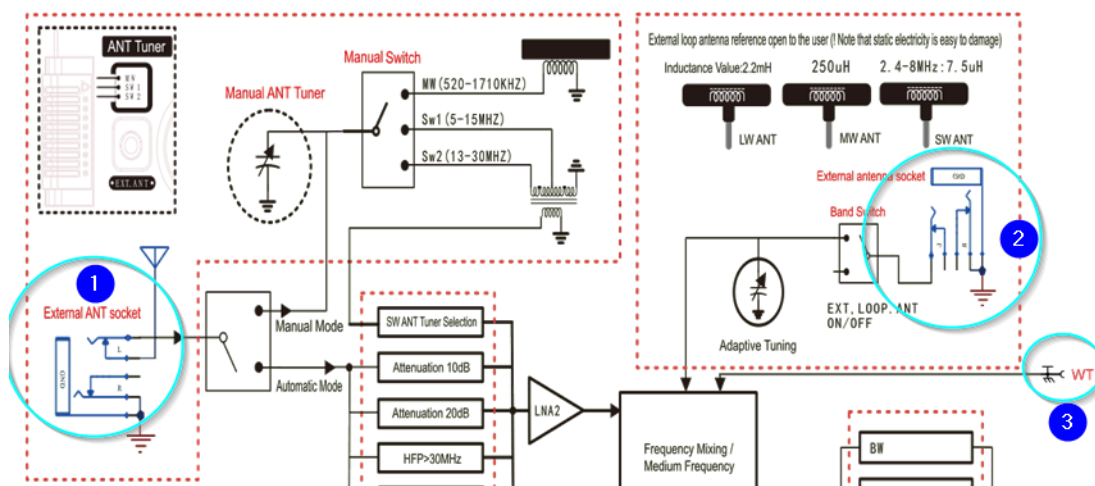 ANT Tuner
MW
SW1
SW2
EXT.ANT
Manual ANT Tuner
Manual Switch
MW(520-1710KHZ)
Sw1(5-15MHZ)
Sw2(13-30MHZ)
External loop antenna reference open to the user (! Note that static electricity is easy to damage)
Inductance Value:2.2mH
250uH
2.4-8MHz:7.5uH
LW ANT
MW ANT
SW ANT
External antenna socket
GND
2
Band Switch
L
R
EXT. LOOP. ANT
ON/OFF
Adaptive Tuning
1
External ANT socket
GND
L
R
Manual Mode
Automatic Mode
SW ANT Tuner Selection
Attenuation 10dB
Attenuation 20dB
HFP>30MHz
LNA2
Frequency Mixing /
Medium Frequency
WT
3
BW